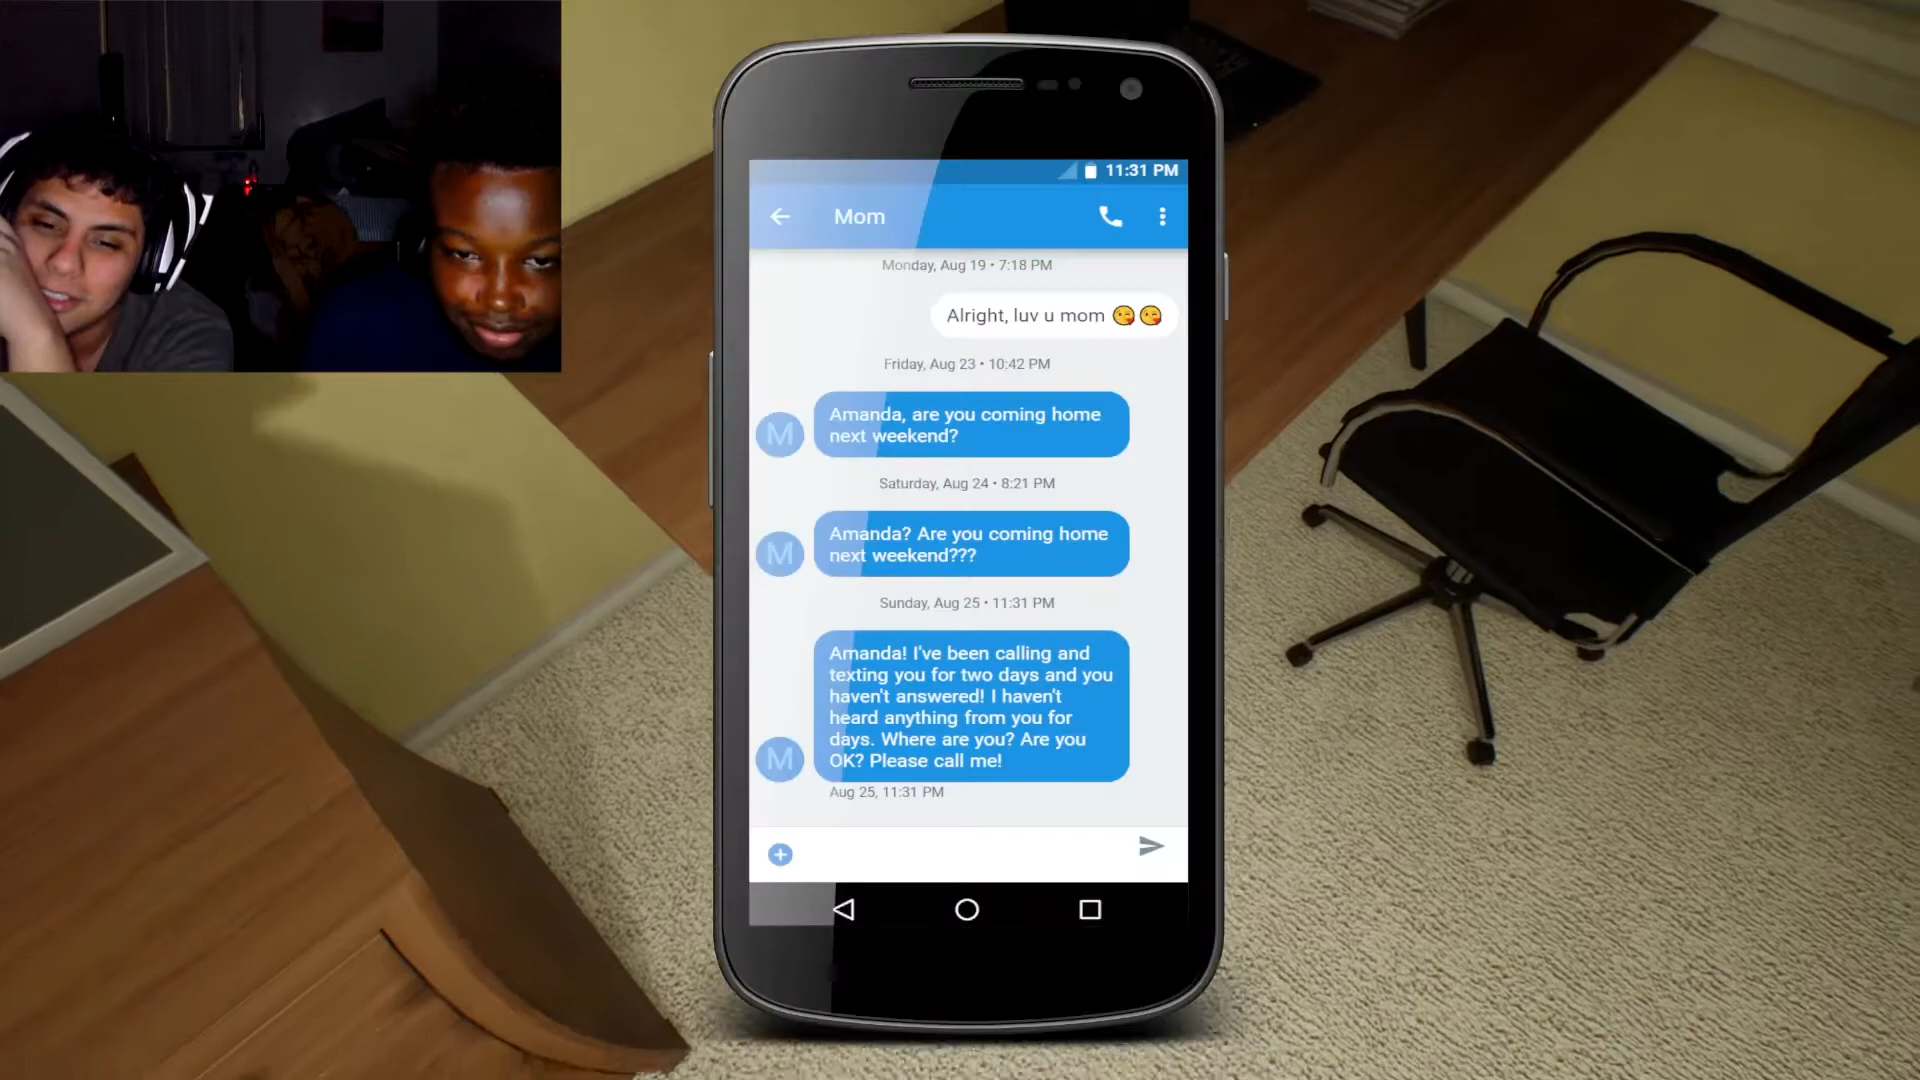 11:31 PM
Mom
Monday, Aug 19 • 7:18 PM
Alright, luv u mom 😘😘
Friday, Aug 23 • 10:42 PM
M
Amanda, are you coming home
next weekend?
Saturday, Aug 24 • 8:21 PM
M
Amanda? Are you coming home
next weekend???
Sunday, Aug 25 • 11:31 PM
M
Amanda! I've been calling and
texting you for two days and you
haven't answered! I haven't
heard anything from you for
days. Where are you? Are you
OK? Please call me!
Aug 25, 11:31 PM